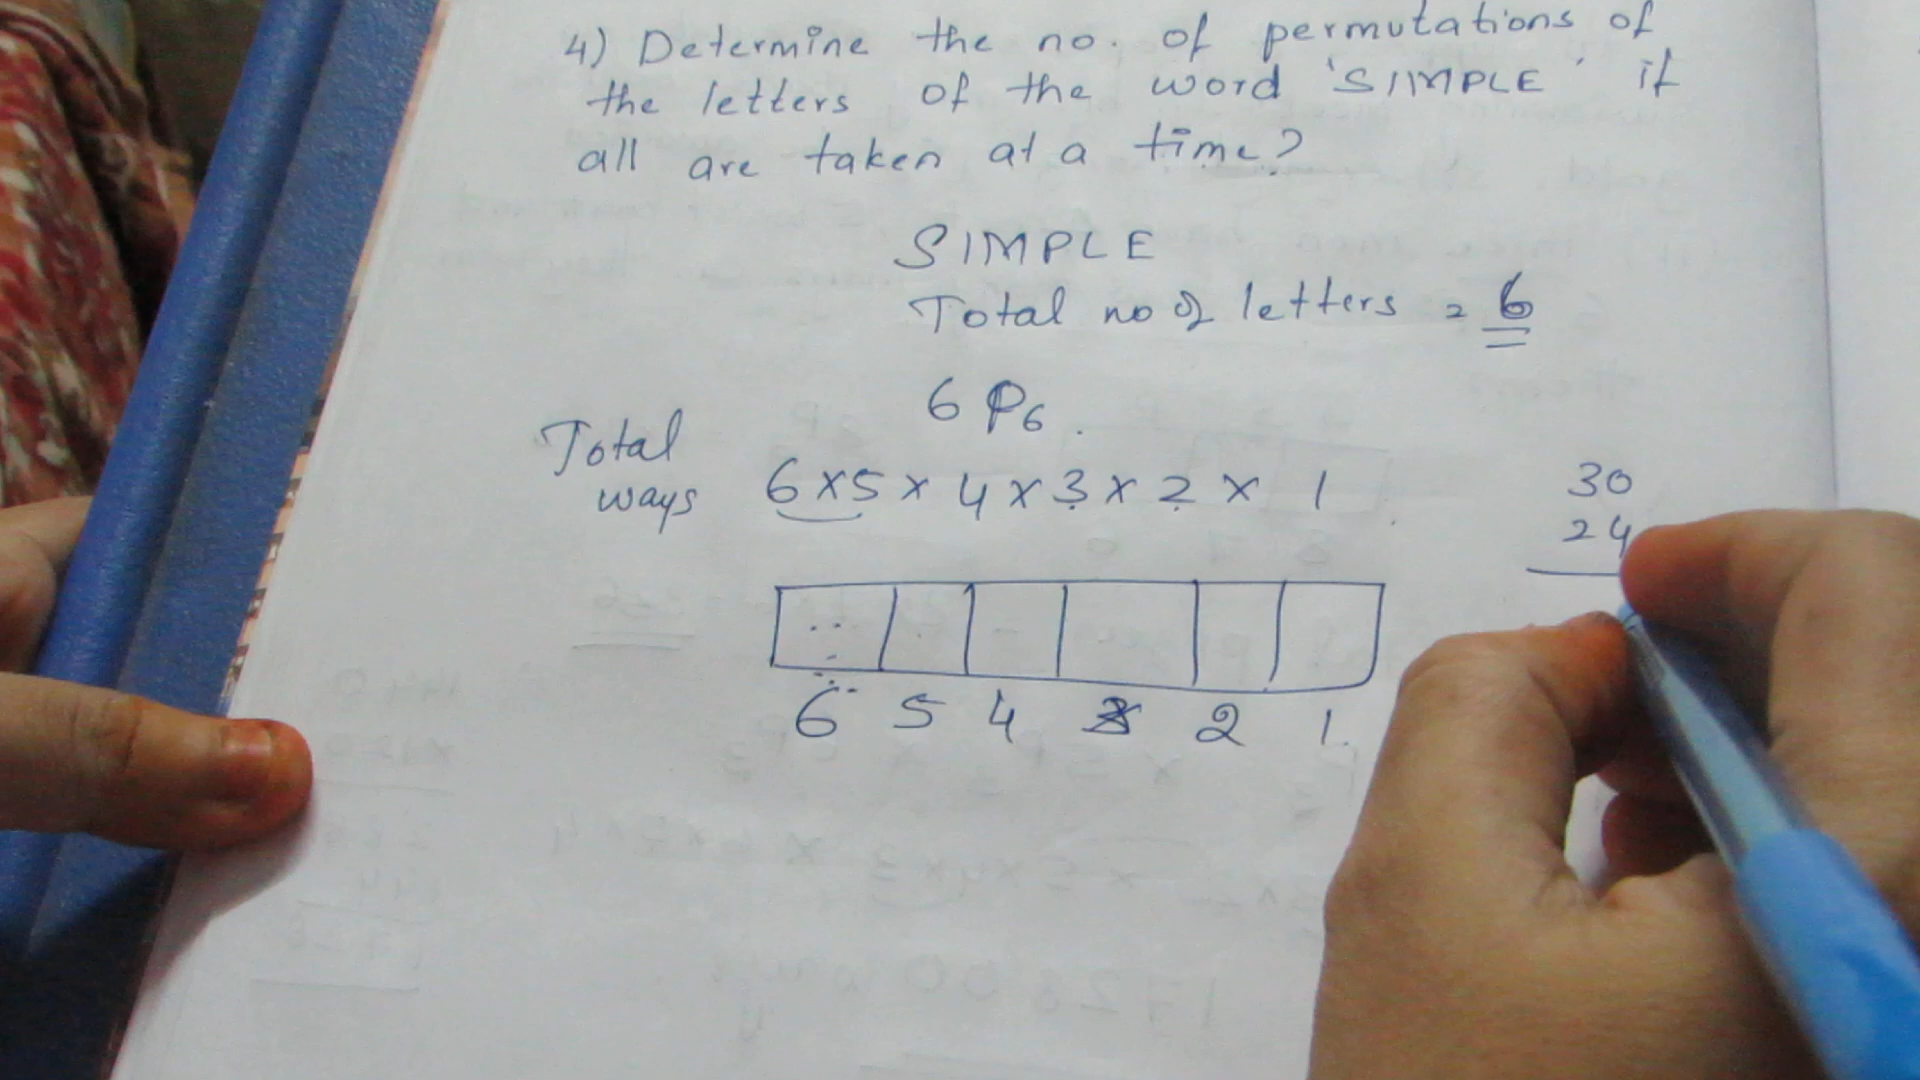 4) Determine the no. of permutations of
the letters of the word 'SIMPLE' if
all are taken at a time?
SIMPLE
Total no of letters = 6
6P6.
Total
ways
6 x 5 x 4 x 3 x 2 x 1
30
24
6 5 4 3 2 1.